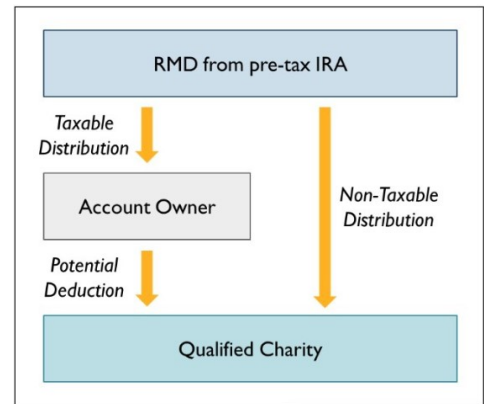 RMD from pre-tax IRA
Taxable
Distribution
Account Owner
Non-Taxable
Distribution
Potential
Deduction
Qualified Charity